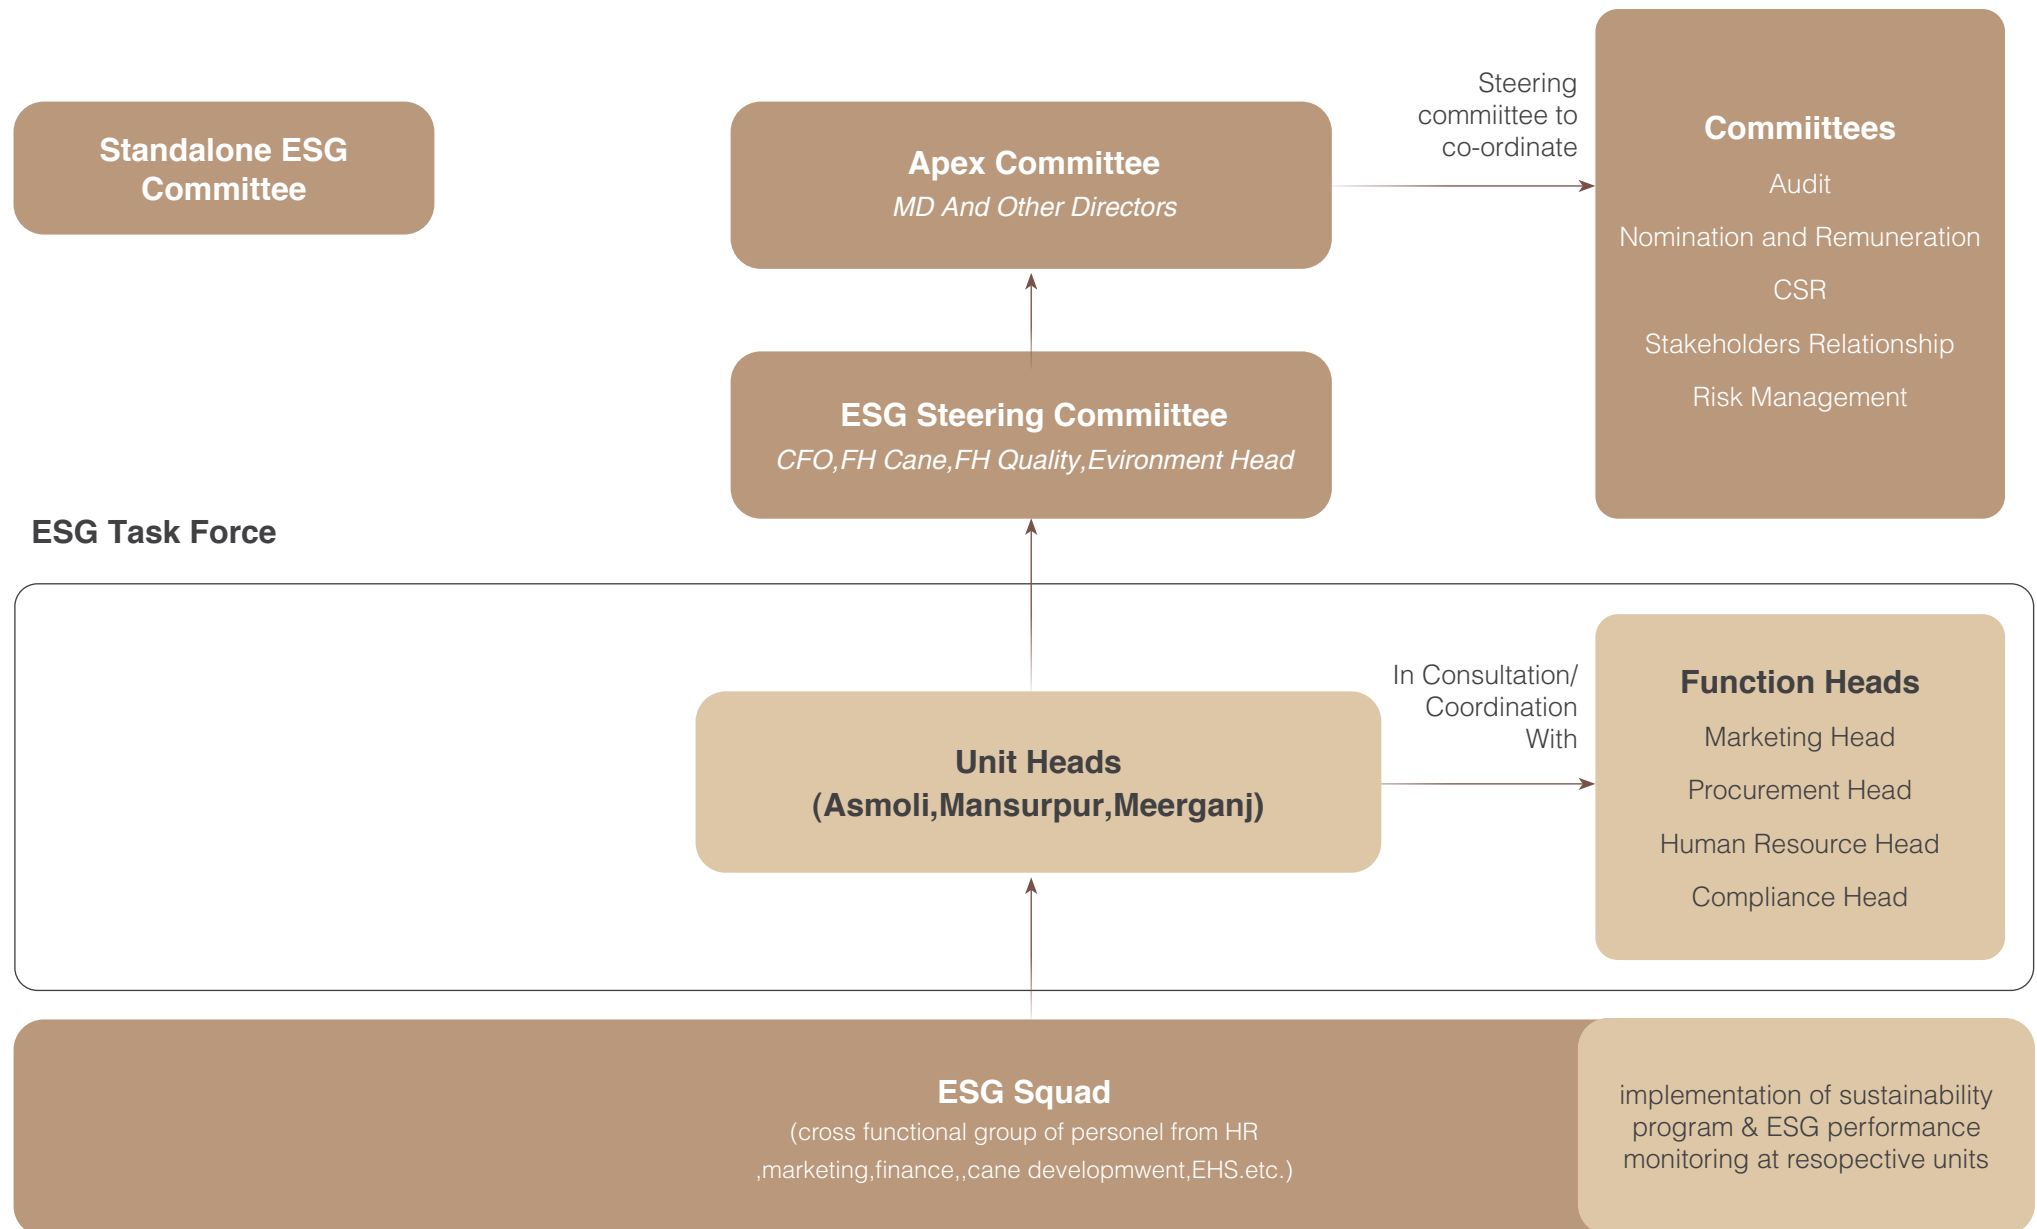 Standalone ESG
Committee
Apex Committee
MD And Other Directors
Steering
commiittee to
co-ordinate
Commiittees
Audit
Nomination and Remuneration
CSR
Stakeholders Relationship
Risk Management
ESG Steering Commiittee
CFO,FH Cane,FH Quality,Evironment Head
ESG Task Force
Unit Heads
(Asmoli,Mansurpur,Meerganj)
In Consultation/
Coordination
With
Function Heads
Marketing Head
Procurement Head
Human Resource Head
Compliance Head
ESG Squad
(cross functional group of personel from HR
,marketing,finance,,cane developmwent,EHS.etc.)
implementation of sustainability
program & ESG performance
monitoring at resopective units